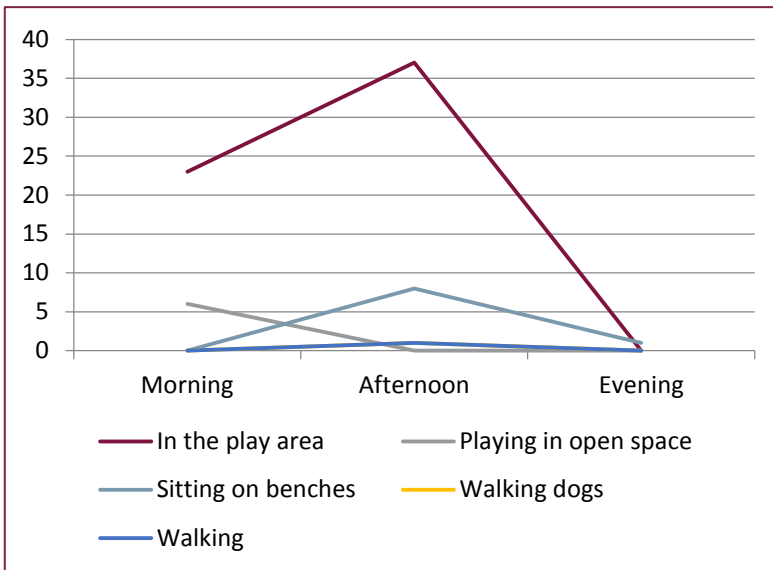 40
35
30
25
20
15
10
5
0
Morning Afternoon Evening
In the play area Playing in open space
Sitting on benches Walking dogs
Walking